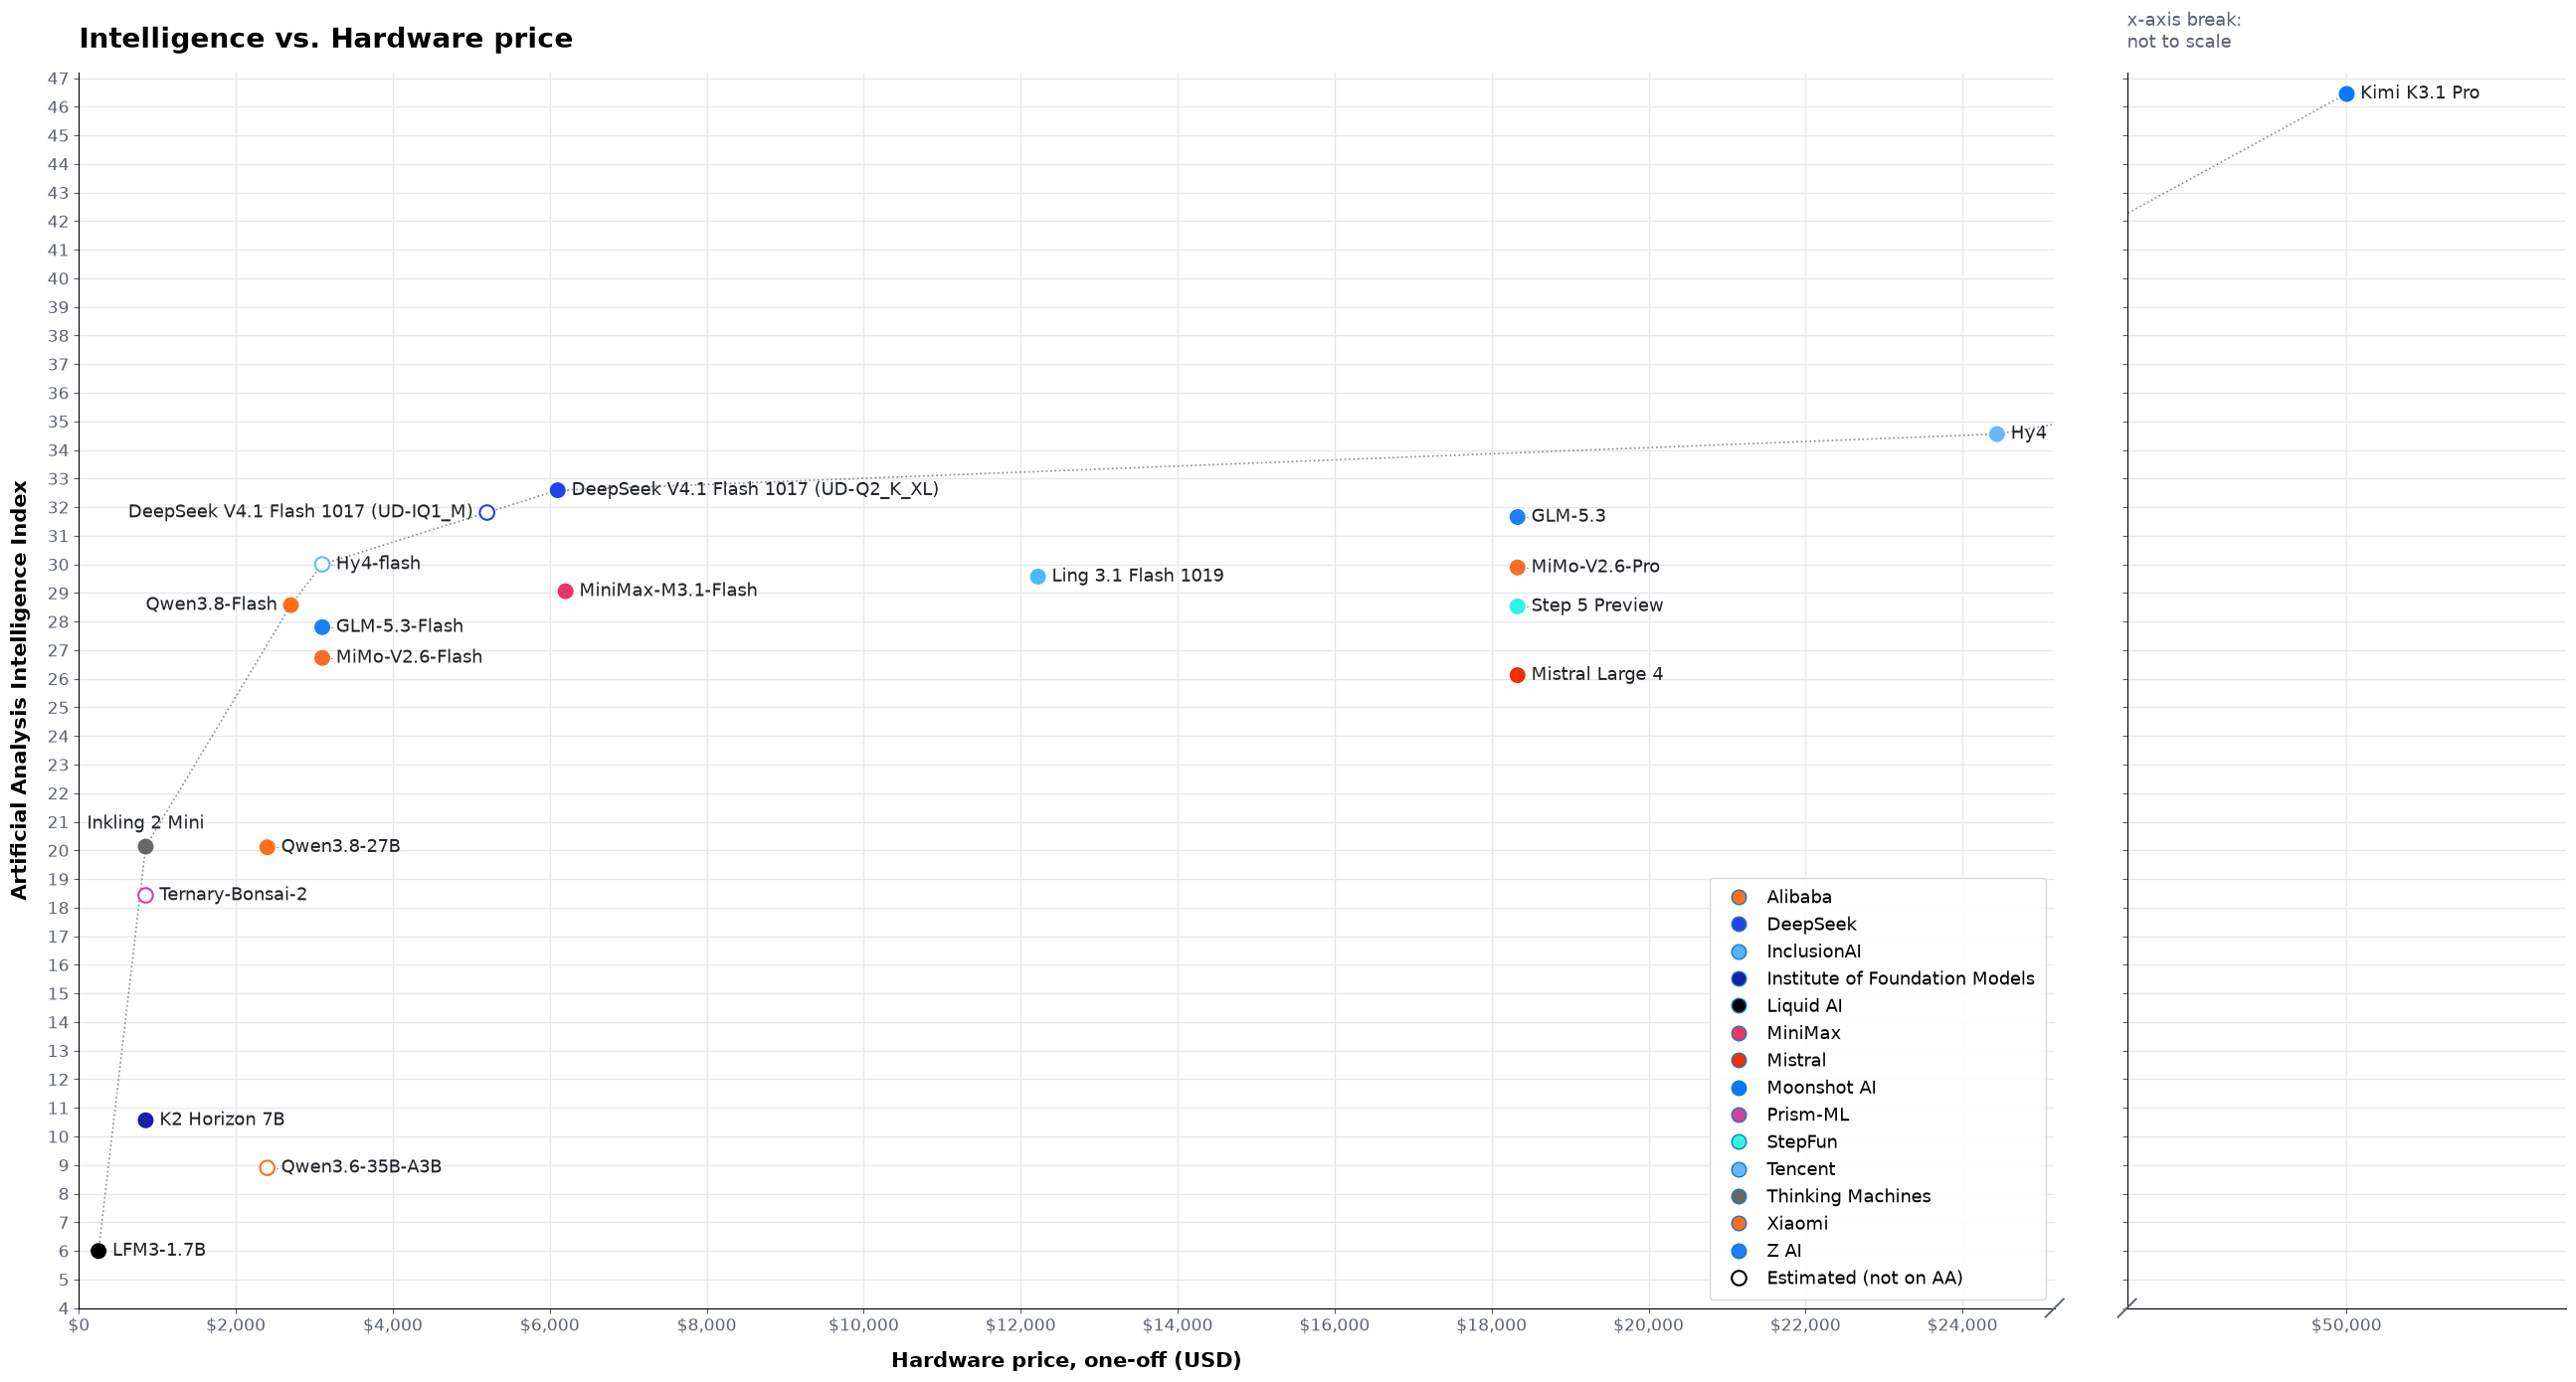 Intelligence vs. Hardware price
x-axis break:
not to scale
Artificial Analysis Intelligence Index
47
46
45
44
43
42
41
40
39
38
37
36
35
34
33
32
31
30
29
28
27
26
25
24
23
22
21
20
19
18
17
16
15
14
13
12
11
10
9
8
7
6
5
4
Kimi K3.1 Pro
Hy4
DeepSeek V4.1 Flash 1017 (UD-Q2_K_XL)
DeepSeek V4.1 Flash 1017 (UD-IQ1_M)
GLM-5.3
Hy4-flash
MiMo-V2.6-Pro
Ling 3.1 Flash 1019
MiniMax-M3.1-Flash
Qwen3.8-Flash
Step 5 Preview
GLM-5.3-Flash
MiMo-V2.6-Flash
Mistral Large 4
Inkling 2 Mini
Qwen3.8-27B
Ternary-Bonsai-2
K2 Horizon 7B
Qwen3.6-35B-A3B
LFM3-1.7B
Alibaba
DeepSeek
InclusionAI
Institute of Foundation Models
Liquid AI
MiniMax
Mistral
Moonshot AI
Prism-ML
StepFun
Tencent
Thinking Machines
Xiaomi
Z AI
Estimated (not on AA)
$0 $2,000 $4,000 $6,000 $8,000 $10,000 $12,000 $14,000 $16,000 $18,000 $20,000 $22,000 $24,000 $50,000
Hardware price, one-off (USD)